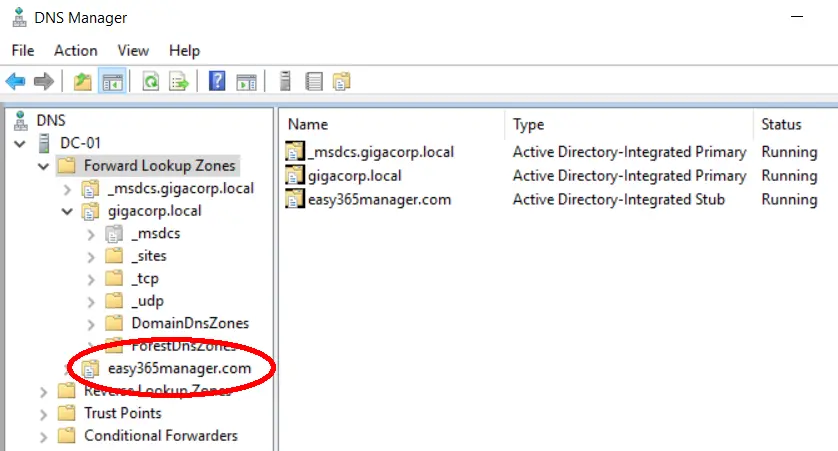 DNS Manager
File Action View Help
DNS
DC-01
Forward Lookup Zones
_msdcs.gigacorp.local
gigacorp.local
_msdcs
_sites
_tcp
_udp
DomainDnsZones
ForestDnsZones
easy365manager.com
Reverse Lookup Zones
Trust Points
Conditional Forwarders
Name Type Status
_msdcs.gigacorp.local Active Directory-Integrated Primary Running
gigacorp.local Active Directory-Integrated Primary Running
easy365manager.com Active Directory-Integrated Stub Running